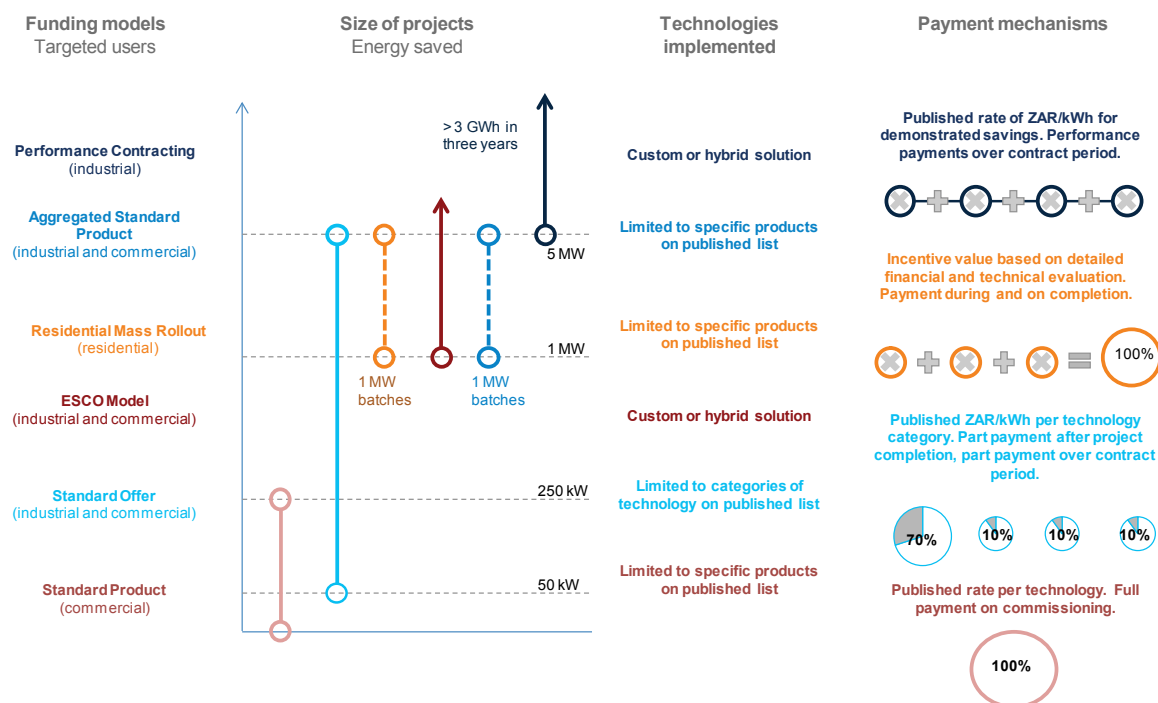 Funding models
Targeted users
Size of projects
Energy saved
Technologies
implemented
Payment mechanisms
Performance Contracting
(industrial)
Aggregated Standard
Product
(industrial and commercial)
Residential Mass Rollout
(residential)
ESCO Model
(industrial and commercial)
Standard Offer
(industrial and commercial)
Standard Product
(commercial)
> 3 GWh in
three years
5 MW
1 MW
1 MW
batches
1 MW
batches
250 kW
50 kW
Custom or hybrid solution
Limited to specific products
on published list
Limited to specific products
on published list
Custom or hybrid solution
Limited to categories of
technology on published list
Limited to specific products
on published list
Published rate of ZAR/kWh for
demonstrated savings. Performance
payments over contract period.
Incentive value based on detailed
financial and technical evaluation.
Payment during and on completion.
100%
Published ZAR/kWh per technology
category. Part payment after project
completion, part payment over contract
period.
70%
10%
10%
10%
Published rate per technology. Full
payment on commissioning.
100%